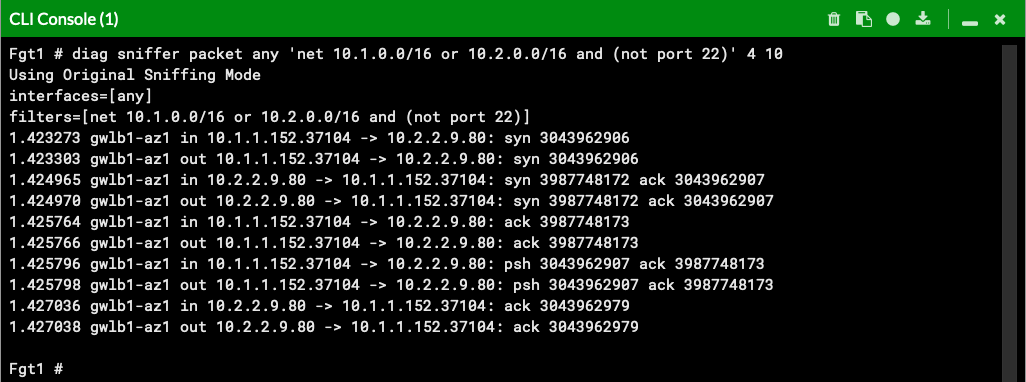 CLI Console (1)
Fgt1 # diag sniffer packet any 'net 10.1.0.0/16 or 10.2.0.0/16 and (not port 22)' 4 10
Using Original Sniffing Mode
interfaces=[any]
filters=[net 10.1.0.0/16 or 10.2.0.0/16 and (not port 22)]
1.423273 gwlb1-az1 in 10.1.1.152.37104 -> 10.2.2.9.80: syn 3043962906
1.423303 gwlb1-az1 out 10.1.1.152.37104 -> 10.2.2.9.80: syn 3043962906
1.424965 gwlb1-az1 in 10.2.2.9.80 -> 10.1.1.152.37104: syn 3987748172 ack 3043962907
1.424970 gwlb1-az1 out 10.2.2.9.80 -> 10.1.1.152.37104: syn 3987748172 ack 3043962907
1.425764 gwlb1-az1 in 10.1.1.152.37104 -> 10.2.2.9.80: ack 3987748173
1.425766 gwlb1-az1 out 10.1.1.152.37104 -> 10.2.2.9.80: ack 3987748173
1.425796 gwlb1-az1 in 10.1.1.152.37104 -> 10.2.2.9.80: psh 3043962907 ack 3987748173
1.425798 gwlb1-az1 out 10.1.1.152.37104 -> 10.2.2.9.80: psh 3043962907 ack 3987748173
1.427036 gwlb1-az1 in 10.2.2.9.80 -> 10.1.1.152.37104: ack 3043962979
1.427038 gwlb1-az1 out 10.2.2.9.80 -> 10.1.1.152.37104: ack 3043962979
Fgt1 #